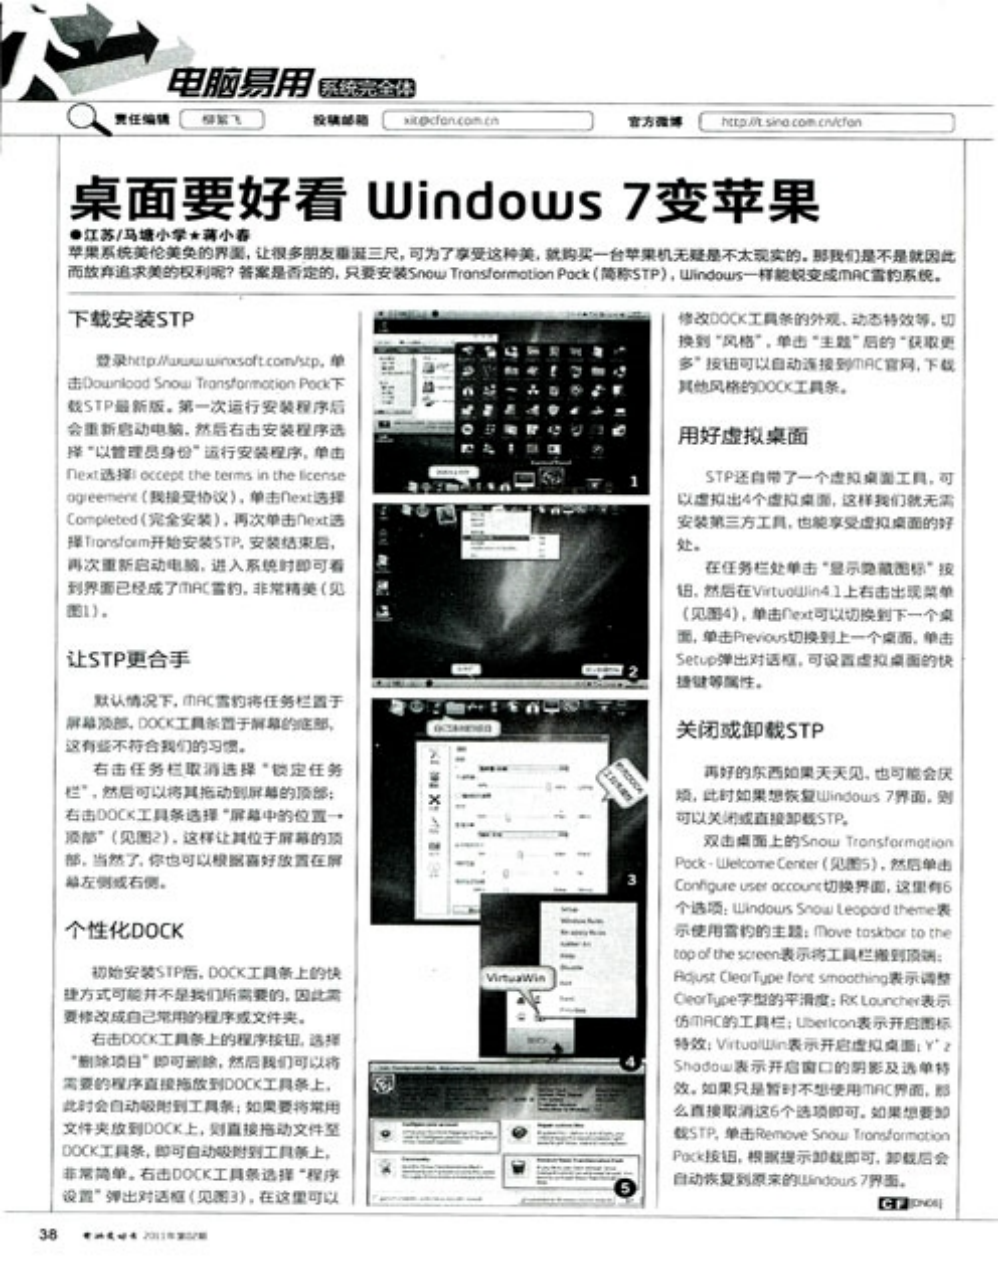 电脑易用 系统完全体
责任编辑 柳絮飞 投稿邮箱 xit@cfan.com.cn 官方微博 http://t.sina.com.cn/cfan
桌面要好看 Windows 7变苹果
●江苏/马塘小学★蒋小春
苹果系统美伦美奂的界面，让很多朋友垂涎三尺，可为了享受这种美，就购买一台苹果机无疑是不太现实的。那我们是不是就因此
而放弃追求美的权利呢？答案是否定的，只要安装Snow Transformation Pack（简称STP），Windows一样能蜕变成MAC雪豹系统。
下载安装STP
登录http://www.winxsoft.com/stp，单
击Download Snow Transformation Pack下
载STP最新版。第一次运行安装程序后
会重新启动电脑，然后右击安装程序选
择“以管理员身份”运行安装程序，单击
Next选择I accept the terms in the license
agreement（我接受协议），单击Next选择
Completed（完全安装），再次单击Next选
择Transform开始安装STP，安装结束后，
再次重新启动电脑，进入系统时即可看
到界面已经成了MAC雪豹，非常精美（见
图1）。
让STP更合手
默认情况下，MAC雪豹将任务栏置于
屏幕顶部，DOCK工具条置于屏幕的底部，
这有些不符合我们的习惯。
右击任务栏取消选择“锁定任务
栏”，然后可以将其拖动到屏幕的顶部；
右击DOCK工具条选择“屏幕中的位置→
顶部”（见图2），这样让其位于屏幕的顶
部，当然了，你也可以根据喜好放置在屏
幕左侧或右侧。
个性化DOCK
初始安装STP后，DOCK工具条上的快
捷方式可能并不是我们所需要的，因此需
要修改成自己常用的程序或文件夹。
右击DOCK工具条上的程序按钮，选择
“删除项目”即可删除，然后我们可以将
需要的程序直接拖放到DOCK工具条上，
此时会自动吸附到工具条；如果要将常用
文件夹放到DOCK上，则直接拖动文件至
DOCK工具条，即可自动吸附到工具条上，
非常简单。右击DOCK工具条选择“程序
设置”弹出对话框（见图3），在这里可以
1
2
3
VirtuaWin
4
5
修改DOCK工具条的外观、动态特效等。切
换到“风格”，单击“主题”后的“获取更
多”按钮可以自动连接到MAC官网，下载
其他风格的DOCK工具条。
用好虚拟桌面
STP还自带了一个虚拟桌面工具，可
以虚拟出4个虚拟桌面，这样我们就无需
安装第三方工具，也能享受虚拟桌面的好
处。
在任务栏处单击“显示隐藏图标”按
钮，然后在VirtuaWin4.1上右击出现菜单
（见图4），单击Next可以切换到下一个桌
面，单击Previous切换到上一个桌面，单击
Setup弹出对话框，可设置虚拟桌面的快
捷键等属性。
关闭或卸载STP
再好的东西如果天天见，也可能会厌
烦，此时如果想恢复Windows 7界面，则
可以关闭或直接卸载STP。
双击桌面上的Snow Transformation
Pack - Welcome Center（见图5），然后单击
Configure user account切换界面，这里有6
个选项：Windows Snow Leopard theme表
示使用雪豹的主题；Move taskbar to the
top of the screen表示将工具栏搬到顶端；
Adjust ClearType font smoothing表示调整
ClearType字型的平滑度；RK Launcher表示
仿MAC的工具栏；UberIcon表示开启图标
特效；VirtualWin表示开启虚拟桌面；Y'z
Shadow表示开启窗口的阴影及选单特
效。如果只是暂时不想使用MAC界面，那
么直接取消这6个选项即可。如果想要卸
载STP，单击Remove Snow Transformation
Pack按钮，根据提示卸载即可，卸载后会
自动恢复到原来的Windows 7界面。
CF [DN06]
38 电脑爱好者 2011年第02期